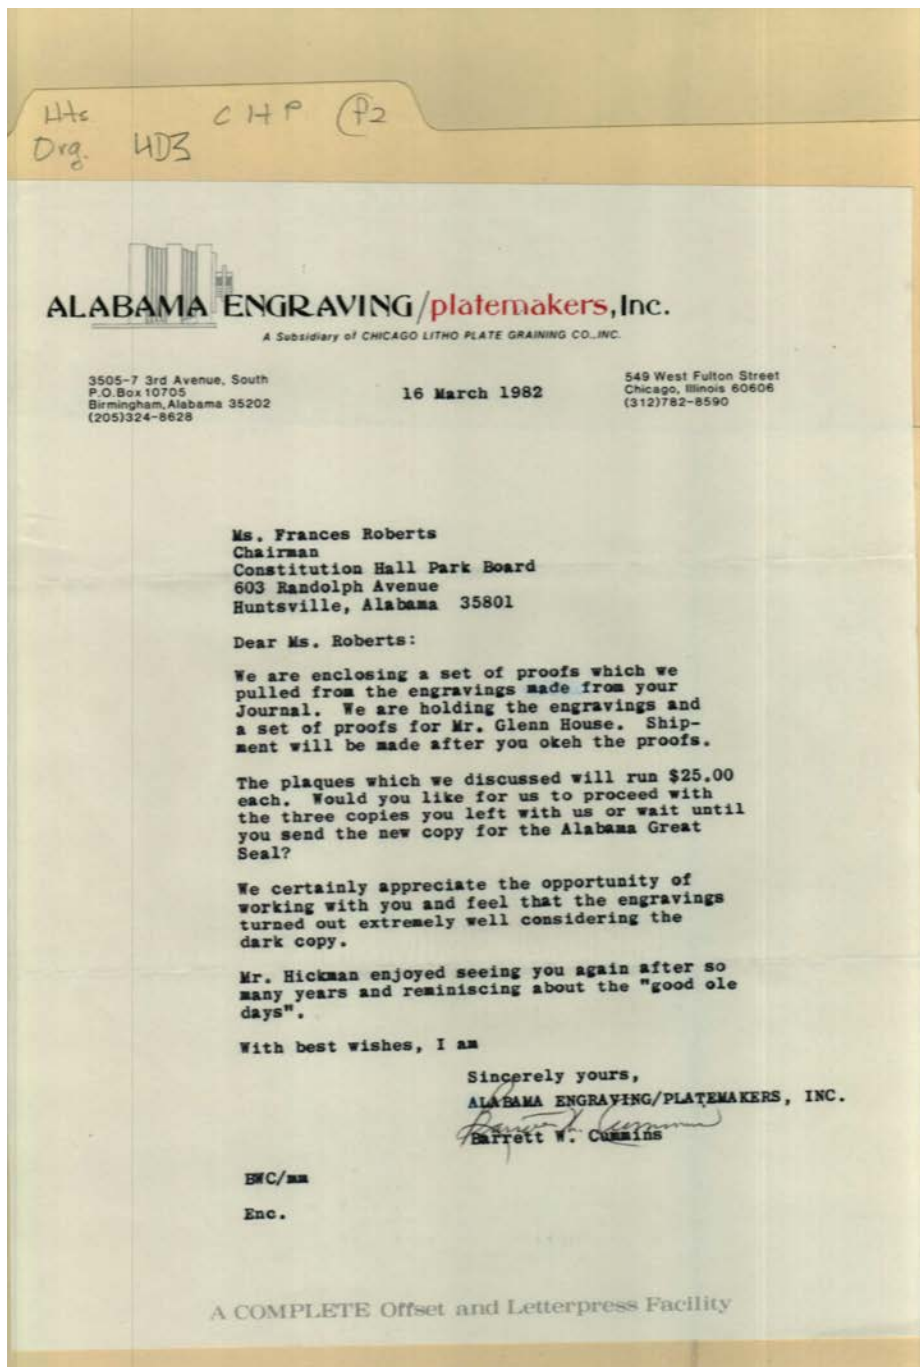 Hts CHP (P2
Org. HD3
ALABAMA ENGRAVING/platemakers, Inc.
A Subsidiary of CHICAGO LITHO PLATE GRAINING CO., INC.
3505-7 3rd Avenue, South
P.O. Box 10705
Birmingham, Alabama 35202
(205)324-8628
16 March 1982
549 West Fulton Street
Chicago, Illinois 60606
(312)782-8590
Ms. Frances Roberts
Chairman
Constitution Hall Park Board
603 Randolph Avenue
Huntsville, Alabama 35801
Dear Ms. Roberts:
We are enclosing a set of proofs which we
pulled from the engravings made from your
Journal. We are holding the engravings and
a set of proofs for Mr. Glenn House. Ship-
ment will be made after you okeh the proofs.
The plaques which we discussed will run $25.00
each. Would you like for us to proceed with
the three copies you left with us or wait until
you send the new copy for the Alabama Great
Seal?
We certainly appreciate the opportunity of
working with you and feel that the engravings
turned out extremely well considering the
dark copy.
Mr. Hickman enjoyed seeing you again after so
many years and reminiscing about the "good ole
days".
With best wishes, I am
Sincerely yours,
ALABAMA ENGRAVING/PLATEMAKERS, INC.
Barrett W. Cummins
Barrett W. Cummins
BWC/mm
Enc.
A COMPLETE Offset and Letterpress Facility